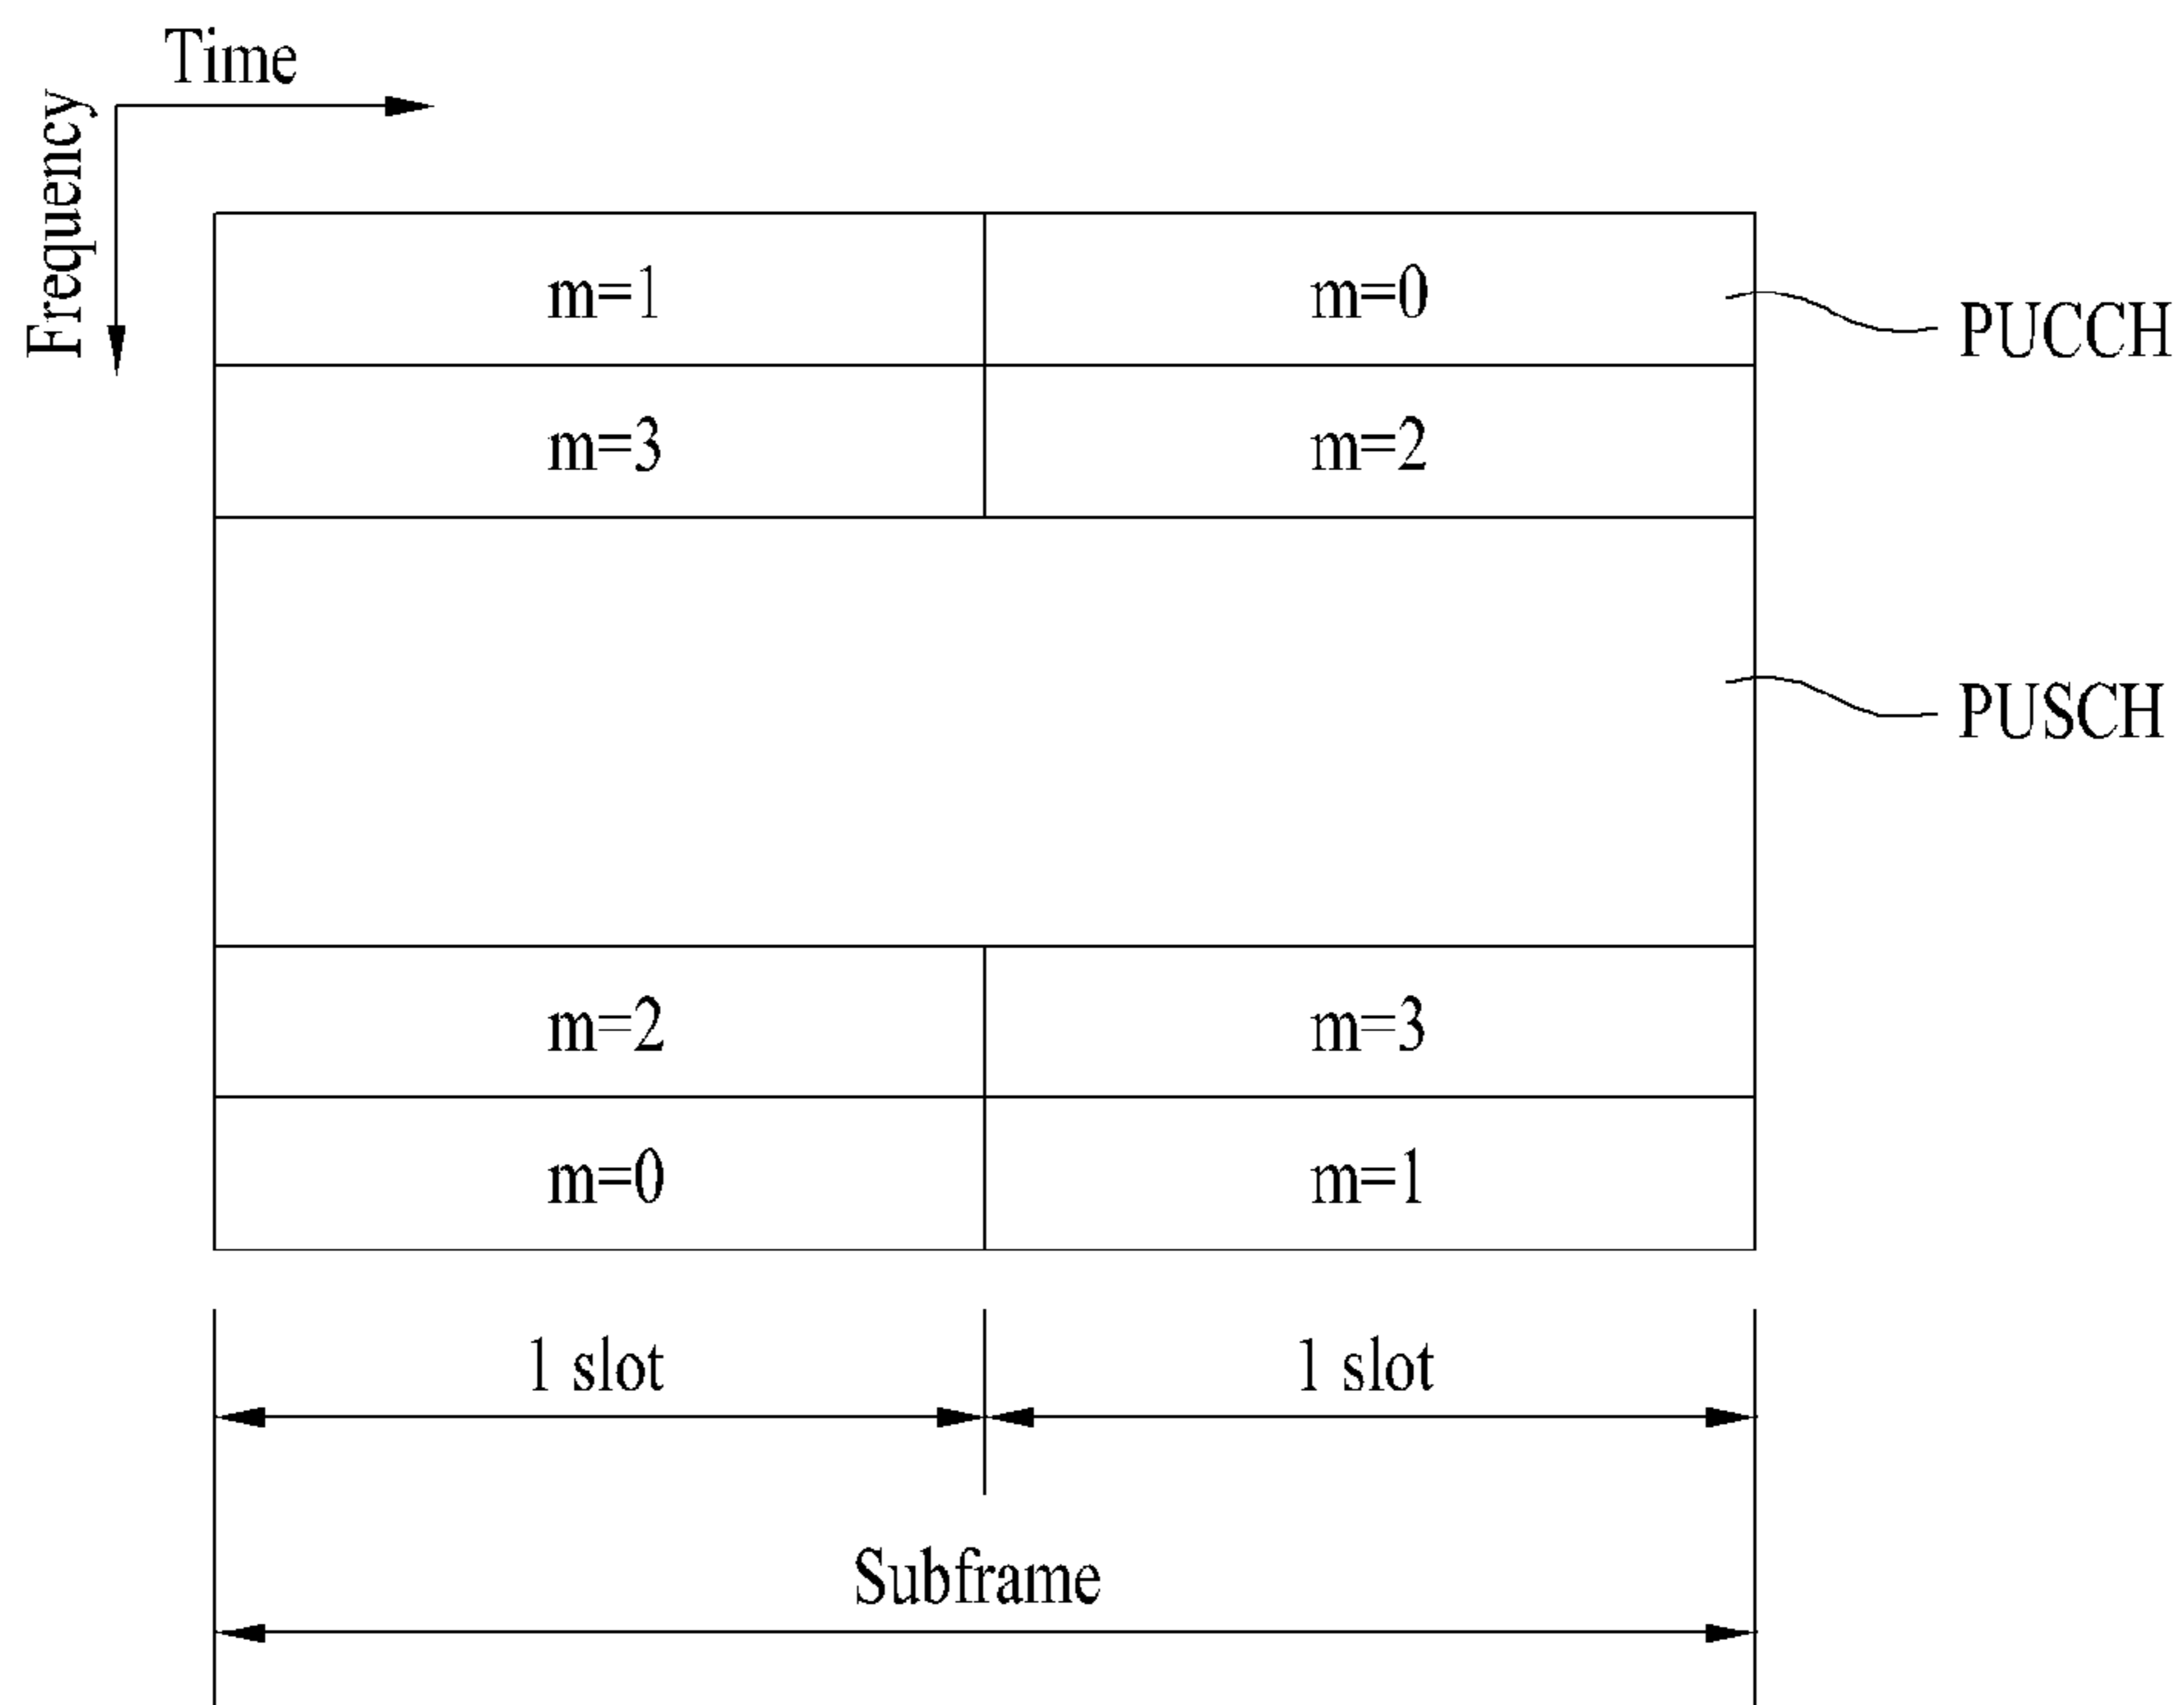 Time
Frequency
m=1 m=0
PUCCH
m=3 m=2
PUSCH
m=2 m=3
m=0 m=1
1 slot 1 slot
Subframe